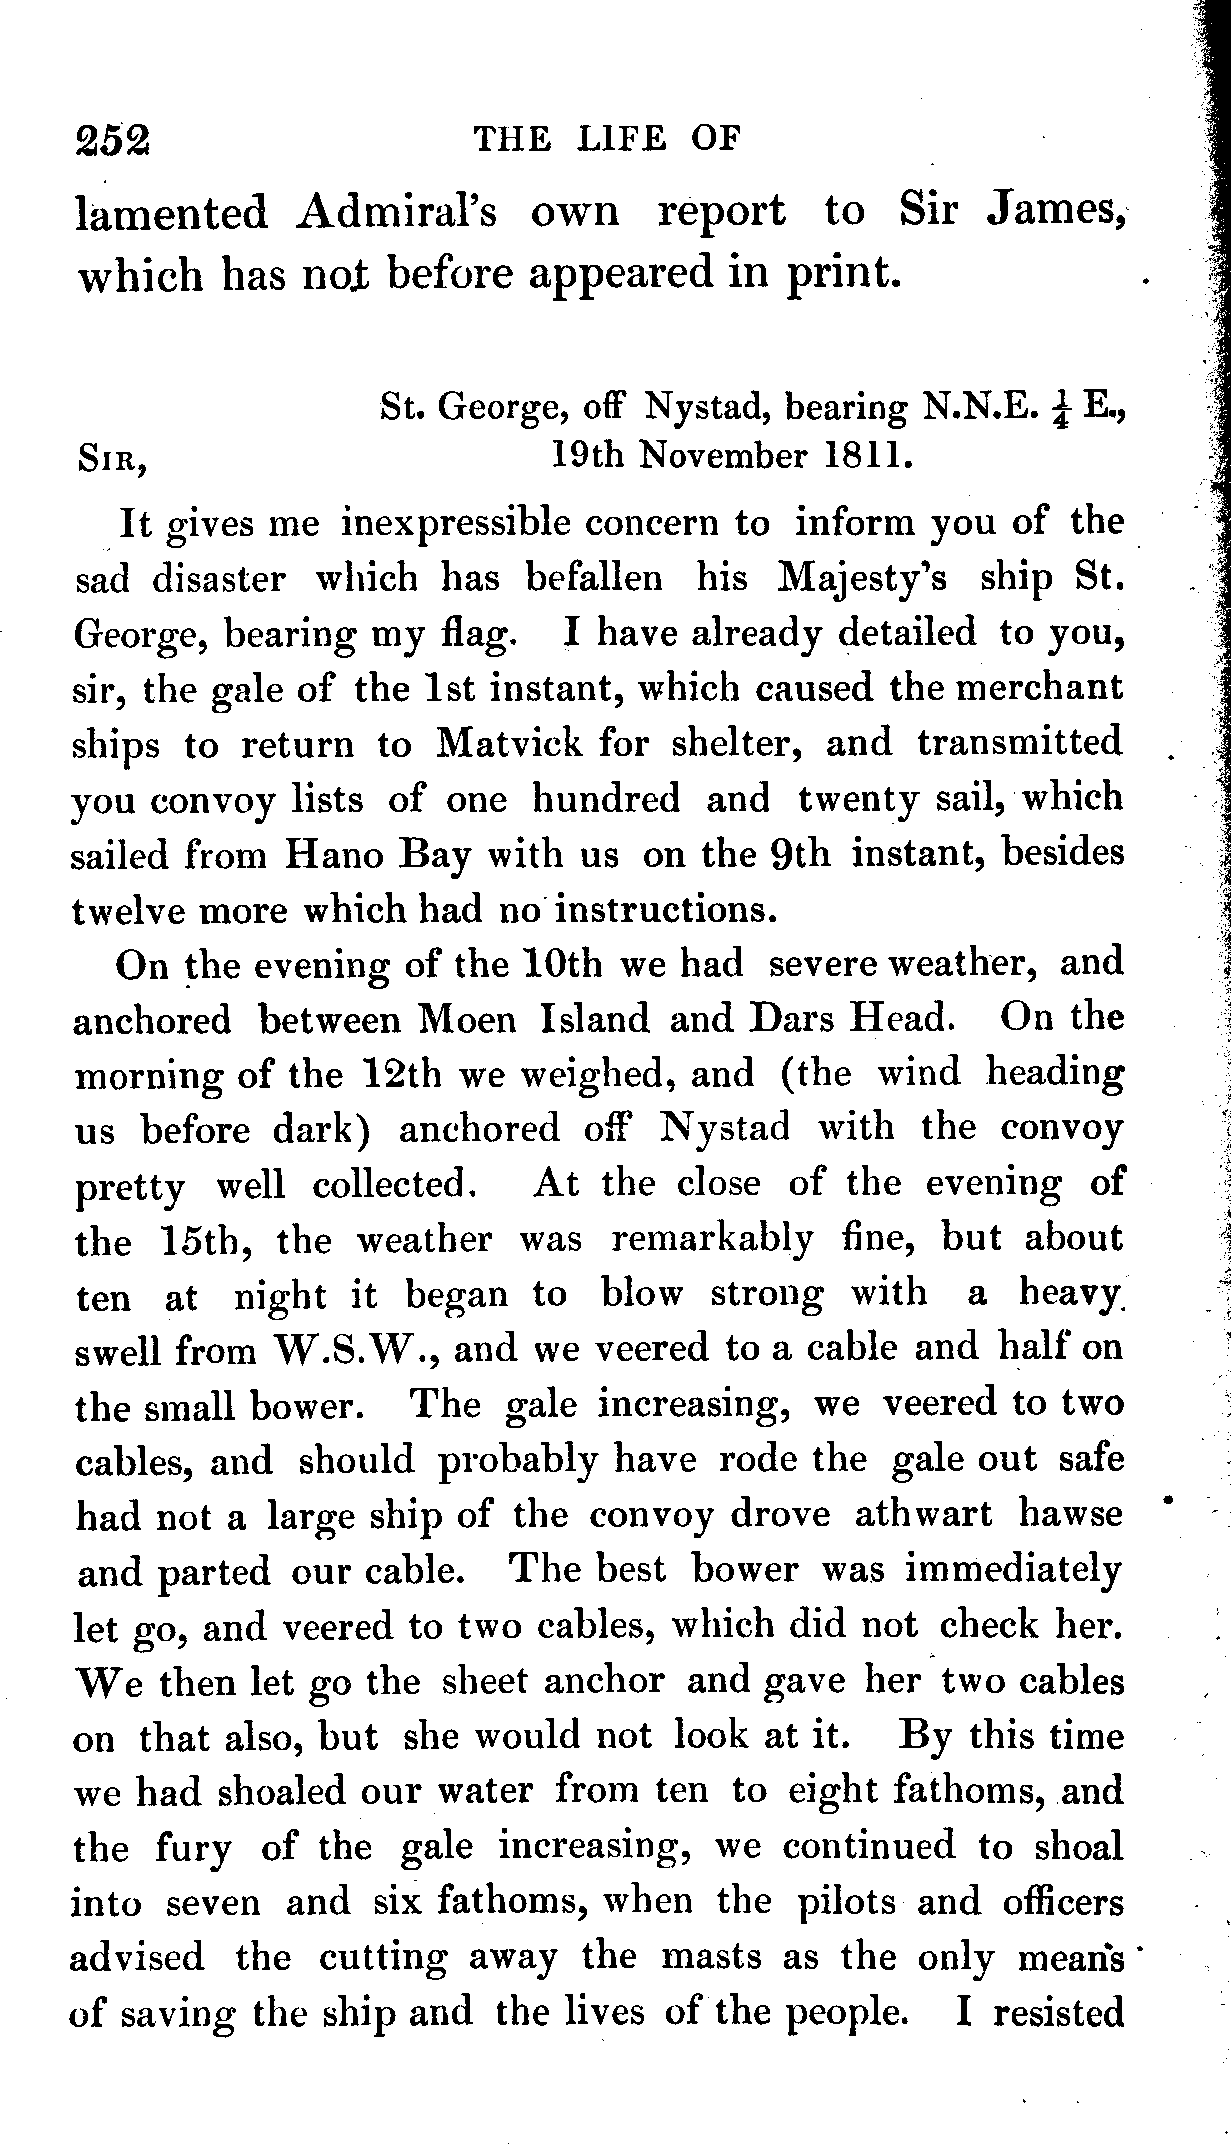 252 THE LIFE OF
lamented Admiral's own report to Sir James,
which has not before appeared in print.
St. George, off Nystad, bearing N.N.E. ¼ E.,
SIR, 19th November 1811.
It gives me inexpressible concern to inform you of the
sad disaster which has befallen his Majesty's ship St.
George, bearing my flag. I have already detailed to you,
sir, the gale of the 1st instant, which caused the merchant
ships to return to Matvick for shelter, and transmitted
you convoy lists of one hundred and twenty sail, which
sailed from Hano Bay with us on the 9th instant, besides
twelve more which had no instructions.
On the evening of the 10th we had severe weather, and
anchored between Moen Island and Dars Head. On the
morning of the 12th we weighed, and (the wind heading
us before dark) anchored off Nystad with the convoy
pretty well collected. At the close of the evening of
the 15th, the weather was remarkably fine, but about
ten at night it began to blow strong with a heavy
swell from W.S.W., and we veered to a cable and half on
the small bower. The gale increasing, we veered to two
cables, and should probably have rode the gale out safe
had not a large ship of the convoy drove athwart hawse
and parted our cable. The best bower was immediately
let go, and veered to two cables, which did not check her.
We then let go the sheet anchor and gave her two cables
on that also, but she would not look at it. By this time
we had shoaled our water from ten to eight fathoms, and
the fury of the gale increasing, we continued to shoal
into seven and six fathoms, when the pilots and officers
advised the cutting away the masts as the only means
of saving the ship and the lives of the people. I resisted